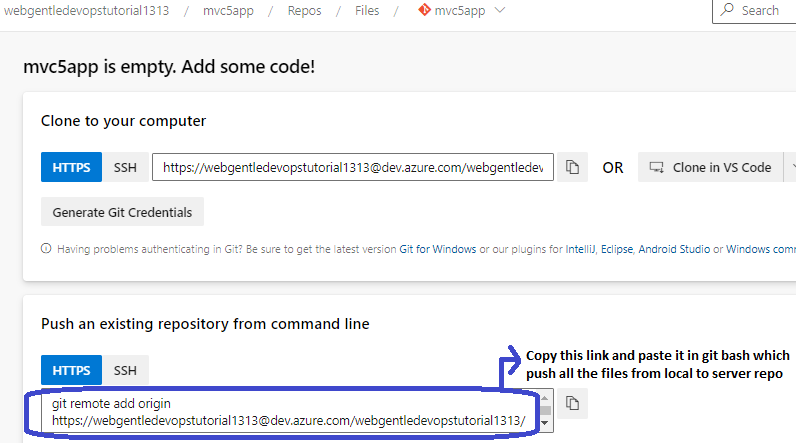 webgentledevopstutorial1313 / mvc5app / Repos / Files / mvc5app Search
mvc5app is empty. Add some code!
Clone to your computer
HTTPS SSH https://webgentledevopstutorial1313@dev.azure.com/webgentledev OR Clone in VS Code
Generate Git Credentials
Having problems authenticating in Git? Be sure to get the latest version Git for Windows or our plugins for IntelliJ, Eclipse, Android Studio or Windows com
Push an existing repository from command line
Copy this link and paste it in git bash which
push all the files from local to server repo
HTTPS SSH
git remote add origin
https://webgentledevopstutorial1313@dev.azure.com/webgentledevopstutorial1313/